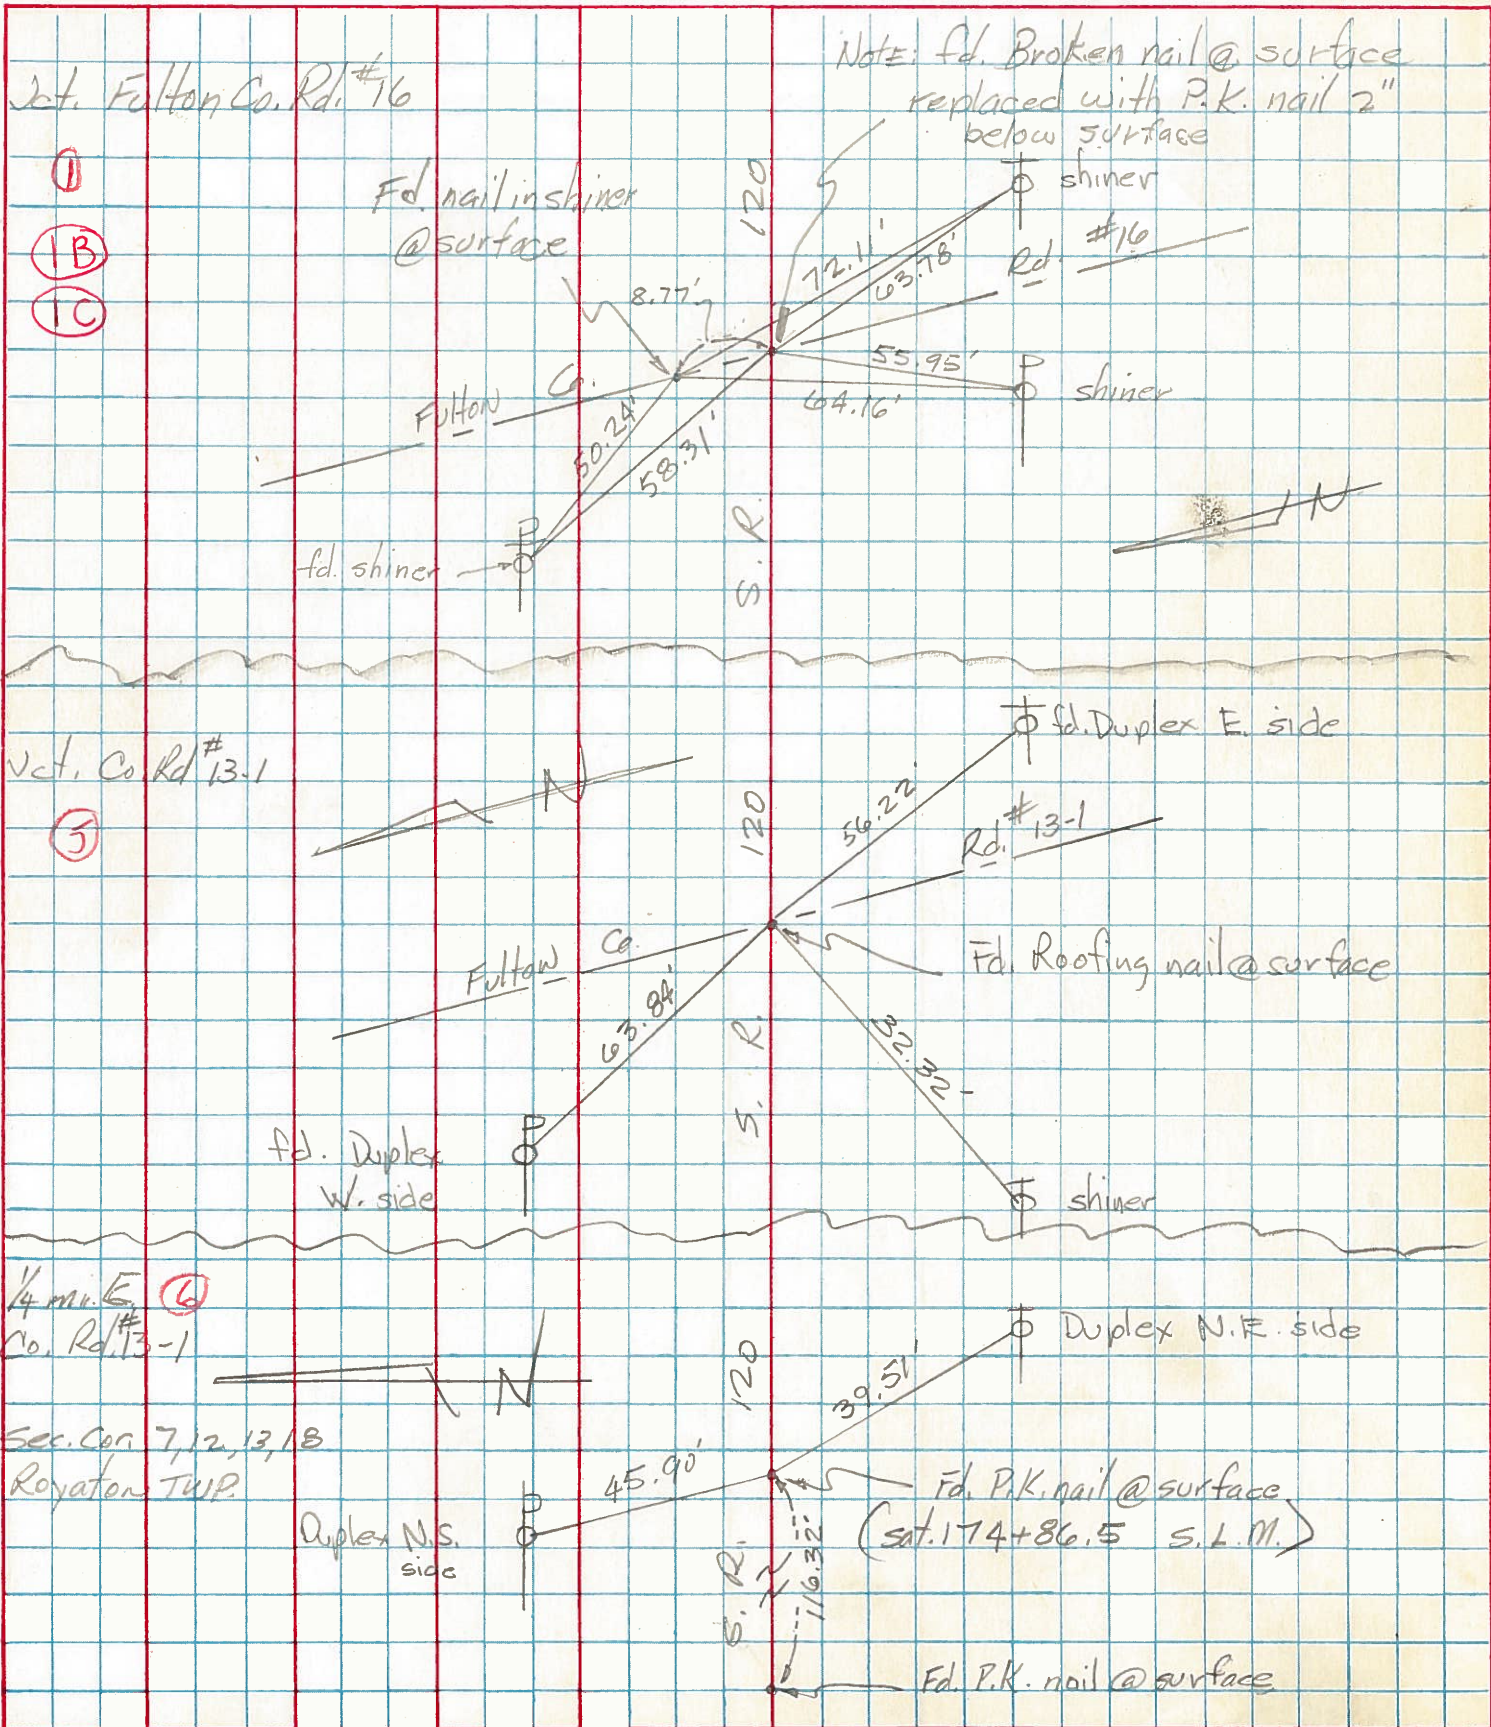 Jct. Fulton Co. Rd. #16
Note: fd. Broken nail @ surface
replaced with P.K. nail 2"
below surface
1
1B
1C
Fd. nail in shiner
@ surface
120
shiner
72.11'
63.78'
Rd. #16
8.77'
55.95'
64.16'
shiner
Fulton Co.
50.24'
58.31'
fd. shiner
S. R.
N
Jct. Co. Rd #13-1
5
N
fd. Duplex E. side
120
56.22'
Rd. #13-1
Fulton Co.
Fd. Roofing nail @ surface
63.84'
S. R.
32.32
fd. Duplex
W. side
shiner
1/4 mi. E. 6
Co. Rd. #13-1
N
Duplex N.E. side
120
39.51'
Sec. Cor. 7, 12, 13, 18
Royaton TWP.
45.90'
Fd. P.K. nail @ surface
(sat. 174+86.5 S.L.M.)
Duplex N.S.
side
S. R.
116.32'
Fd. P.K. nail @ surface